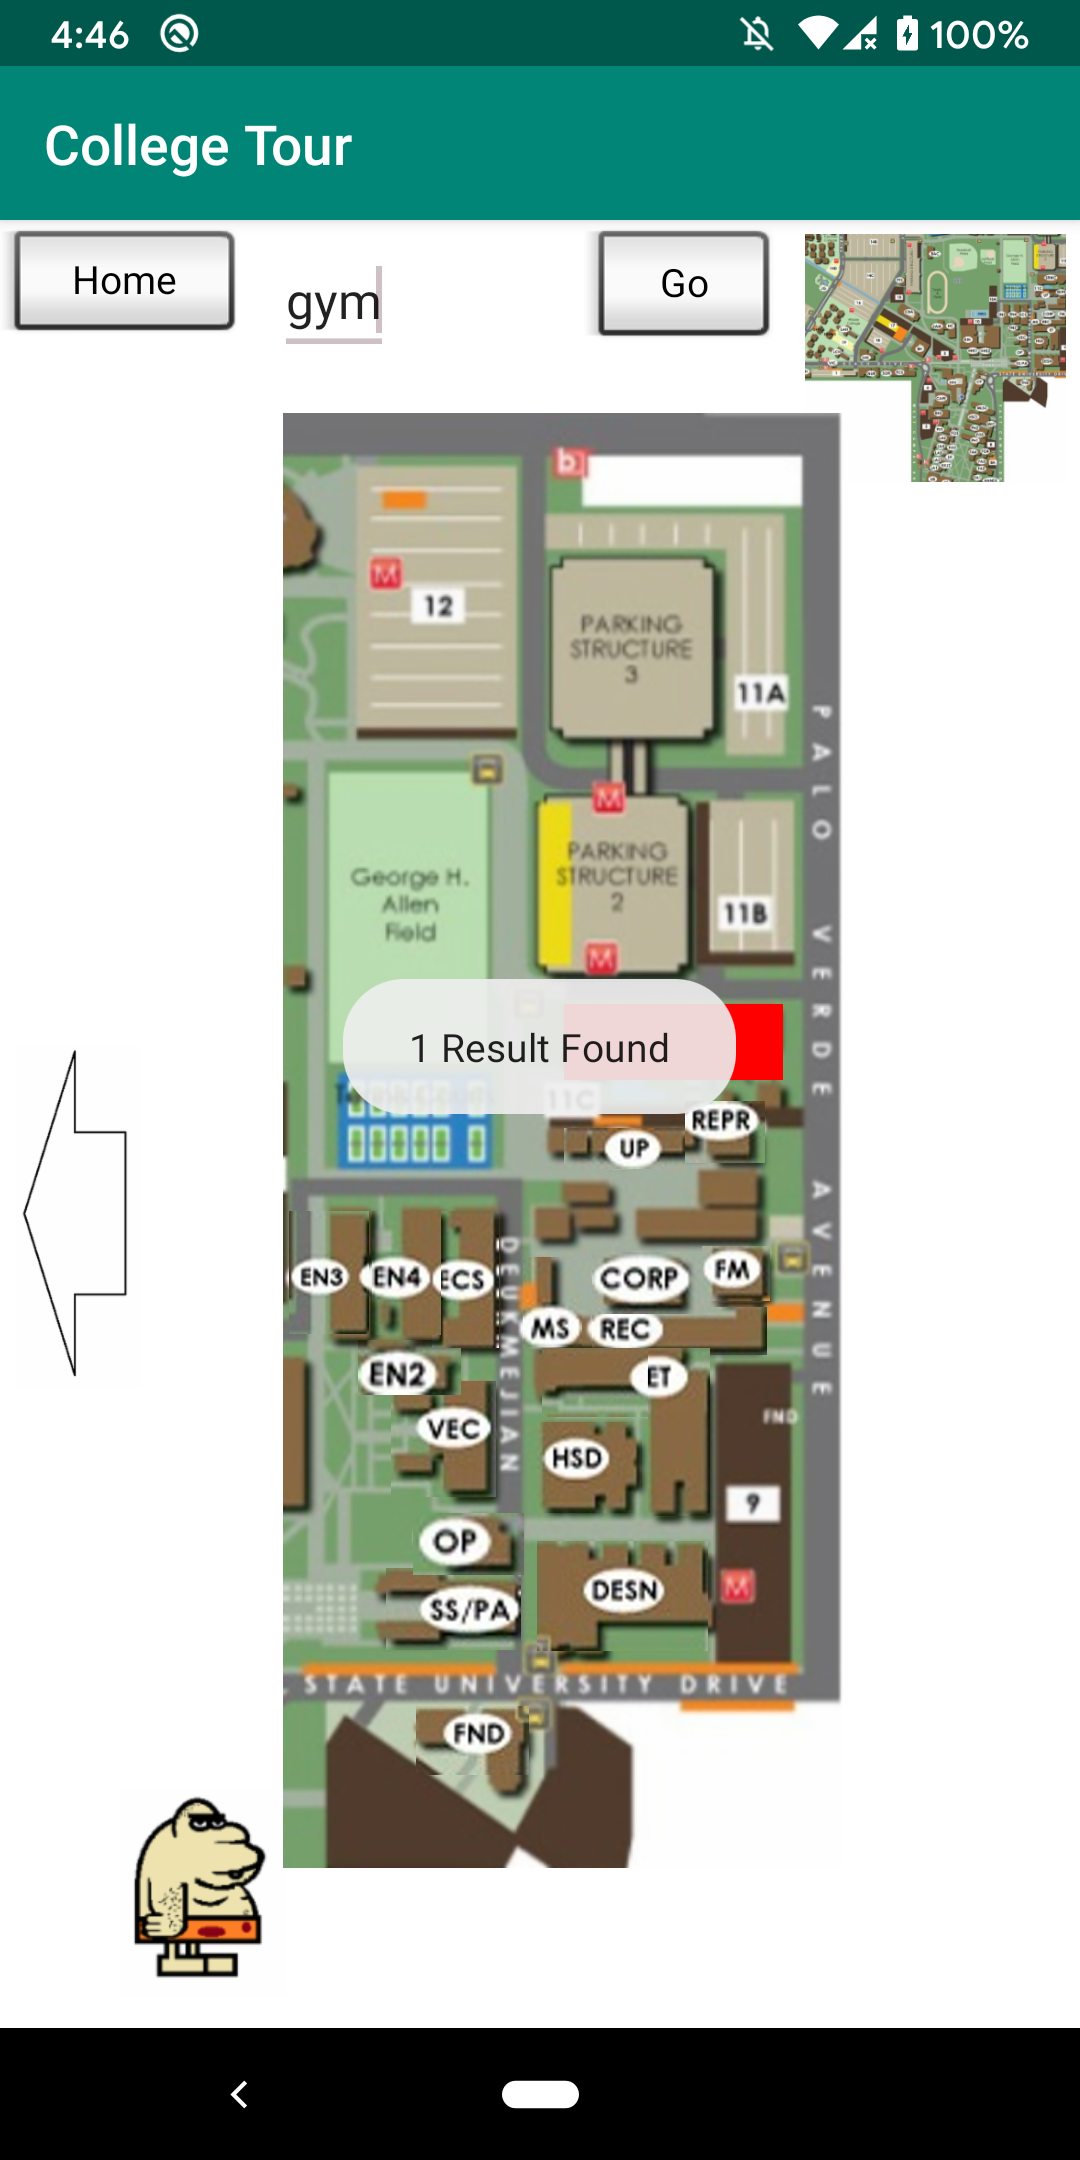 4:46
100%
College Tour
Home
gym
Go
b
M
12
PARKING
STRUCTURE
3
11A
M
PARKING
STRUCTURE
2
M
11B
George H.
Allen
Field
PALO VERDE AVENUE
1 Result Found
11C
REPR
UP
EN3
EN4
ECS
DEUKMEJIAN
CORP
FM
MS
REC
EN2
ET
VEC
HSD
FND
9
OP
DESN
M
SS/PA
STATE UNIVERSITY DRIVE
FND